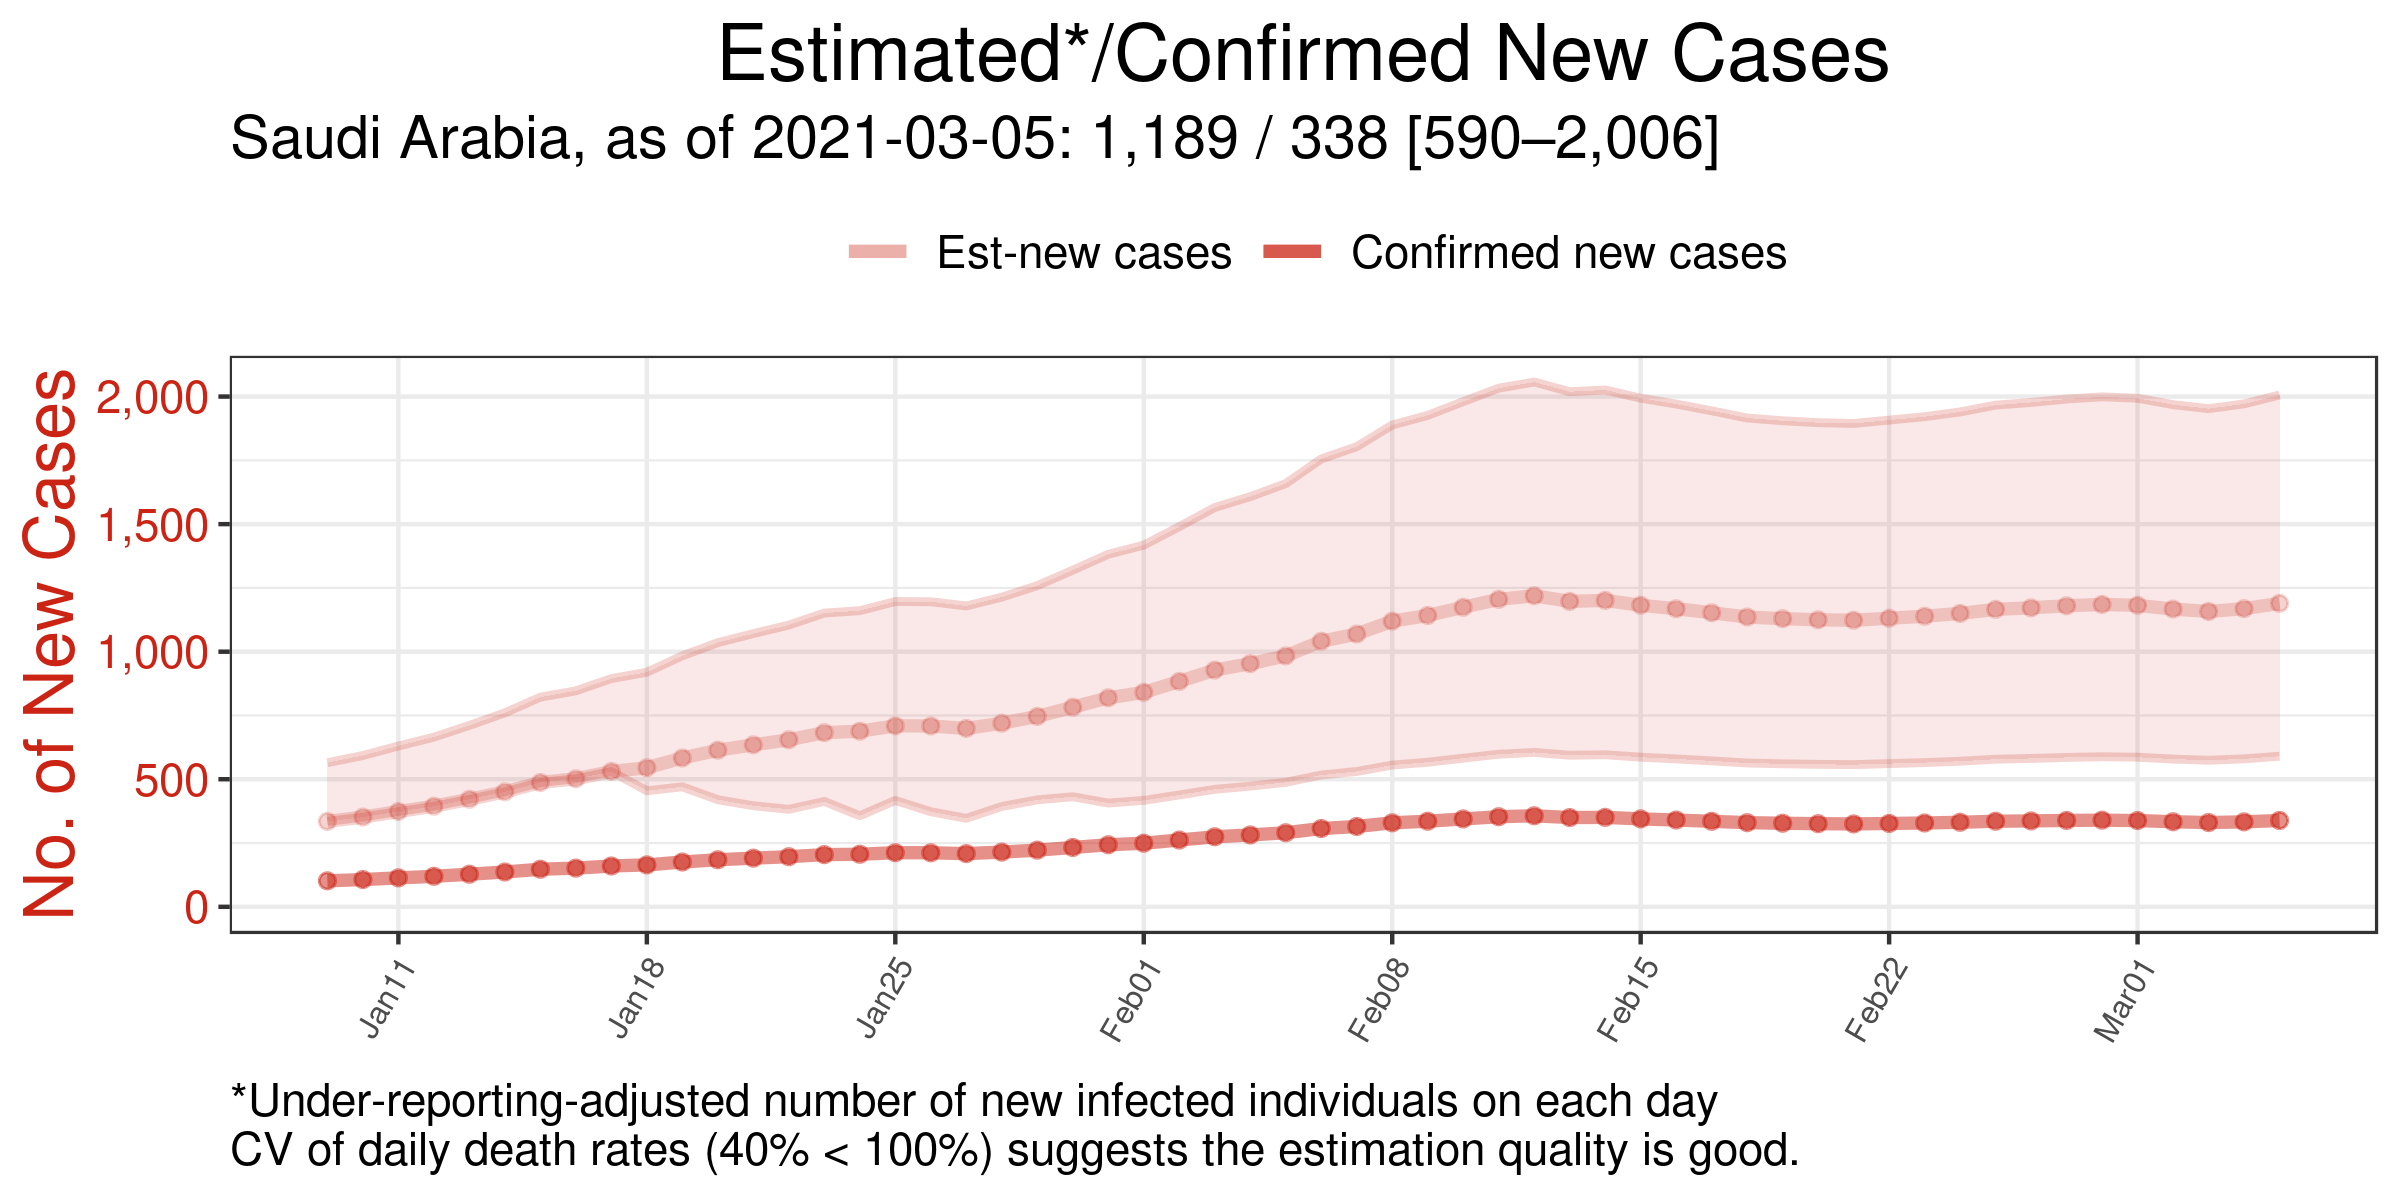 Estimated*/Confirmed New Cases
Saudi Arabia, as of 2021-03-05: 1,189 / 338 [590–2,006]
Est-new cases
Confirmed new cases
No. of New Cases
2,000
1,500
1,000
500
0
Jan11
Jan18
Jan25
Feb01
Feb08
Feb15
Feb22
Mar01
*Under-reporting-adjusted number of new infected individuals on each day
CV of daily death rates (40% < 100%) suggests the estimation quality is good.